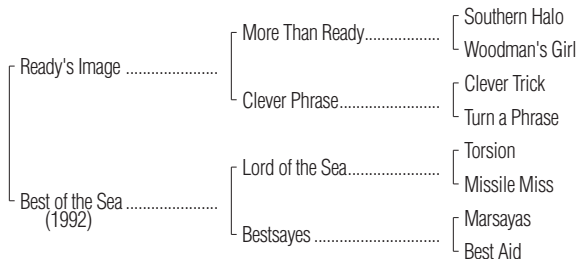 Southern Halo
More Than Ready....................
Woodman's Girl
Ready's Image ........................
Clever Trick
Clever Phrase...........................
Turn a Phrase
Torsion
Lord of the Sea.........................
Missile Miss
Best of the Sea ........................
(1992)
Marsayas
Bestsayes .................................
Best Aid